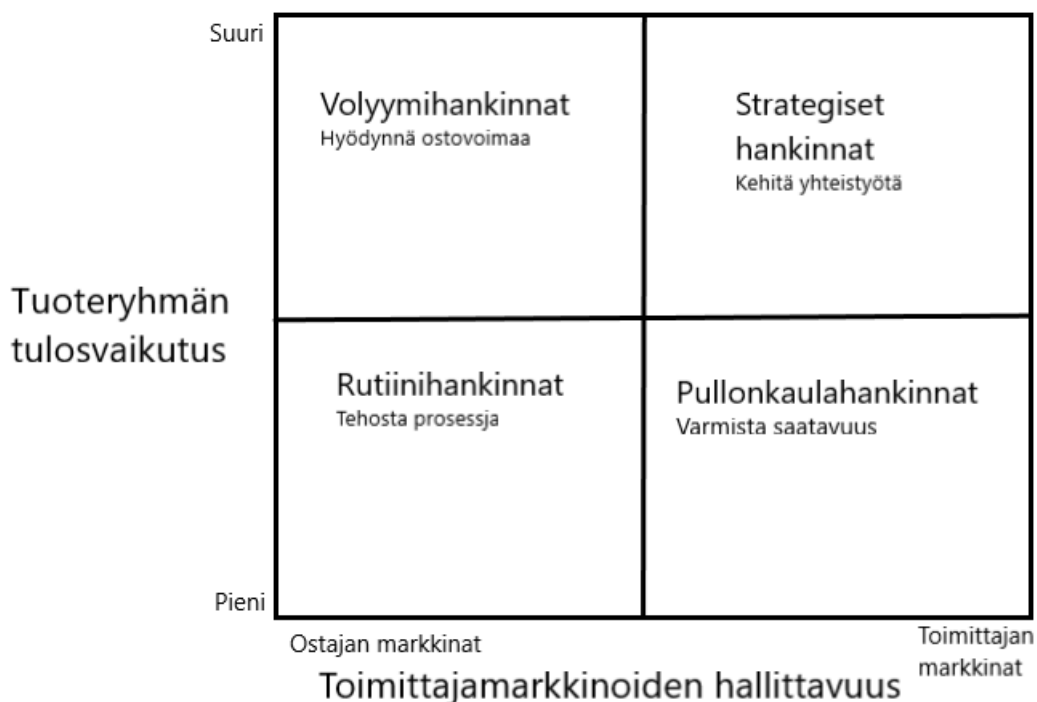 Suuri
Volyymihankinnat
Hyödynnä ostovoimaa
Strategiset
hankinnat
Kehitä yhteistyötä
Tuoteryhmän
tulosvaikutus
Rutiinihankinnat
Tehosta prosessja
Pullonkaulahankinnat
Varmista saatavuus
Pieni
Ostajan markkinat
Toimittajan
markkinat
Toimittajamarkkinoiden hallittavuus